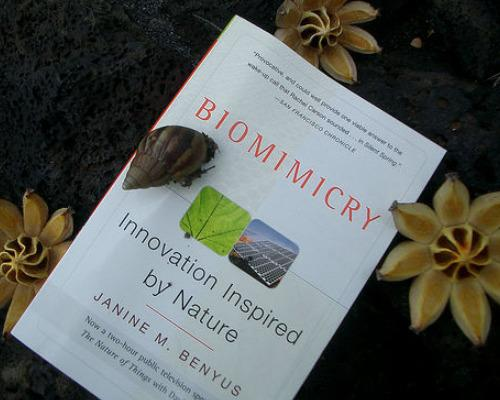 "Provocative, and could well provide one viable answer to the
wake-up call that Rachel Carson sounded . . . in Silent Spring."
—SAN FRANCISCO CHRONICLE
BIOMIMICRY
Innovation Inspired
by Nature
JANINE M. BENYUS
Now a two-hour public television spe
The Nature of Things with Da